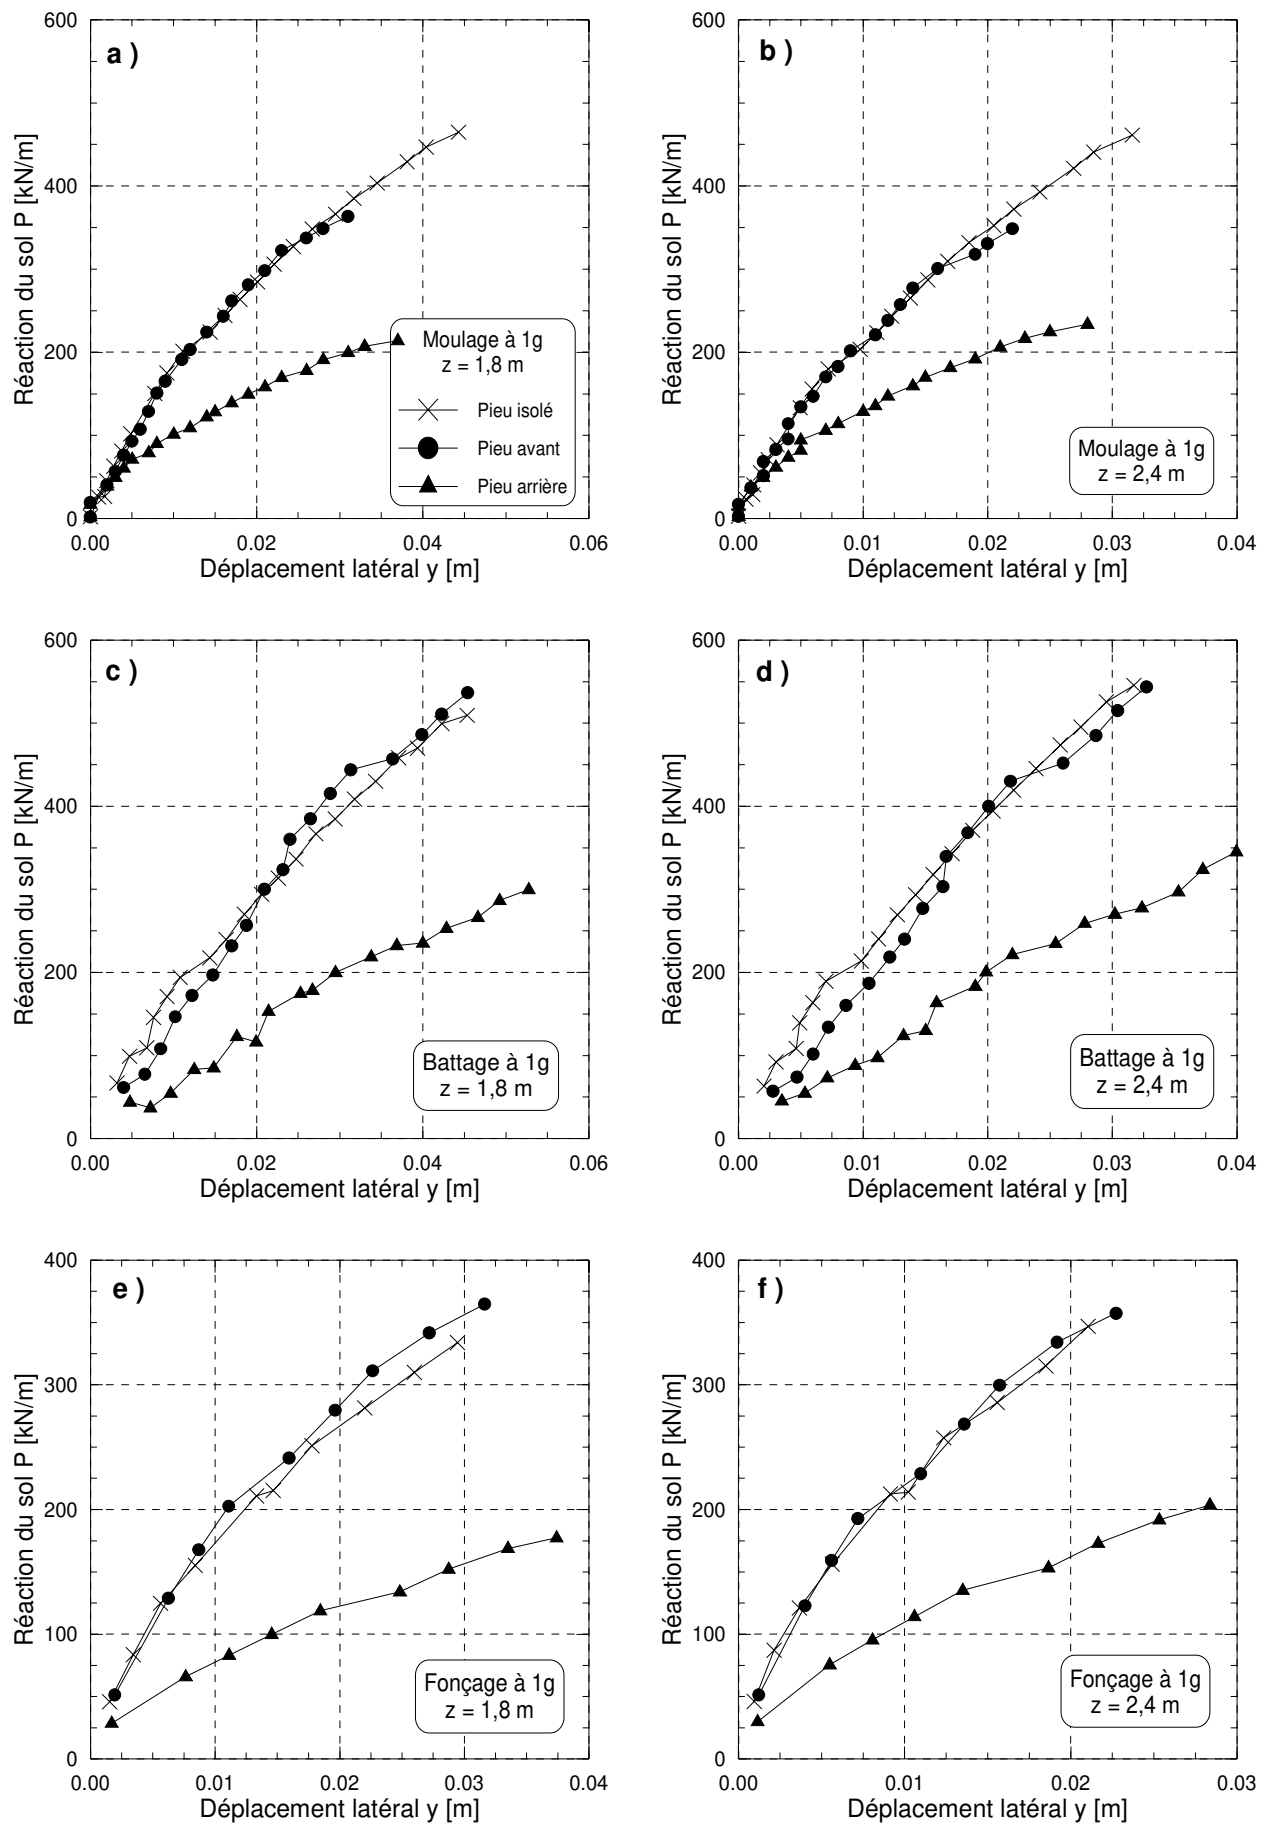 a )
600
400
200
0
0.00
0.02
0.04
0.06
Réaction du sol P [kN/m]
Déplacement latéral y [m]
Moulage à 1g
z = 1,8 m
Pieu isolé
Pieu avant
Pieu arrière
b )
600
400
200
0
0.00
0.01
0.02
0.03
0.04
Réaction du sol P [kN/m]
Déplacement latéral y [m]
Moulage à 1g
z = 2,4 m
c )
600
400
200
0
0.00
0.02
0.04
0.06
Réaction du sol P [kN/m]
Déplacement latéral y [m]
Battage à 1g
z = 1,8 m
d )
600
400
200
0
0.00
0.01
0.02
0.03
0.04
Réaction du sol P [kN/m]
Déplacement latéral y [m]
Battage à 1g
z = 2,4 m
e )
400
300
200
100
0
0.00
0.01
0.02
0.03
0.04
Réaction du sol P [kN/m]
Déplacement latéral y [m]
Fonçage à 1g
z = 1,8 m
f )
400
300
200
100
0
0.00
0.01
0.02
0.03
Réaction du sol P [kN/m]
Déplacement latéral y [m]
Fonçage à 1g
z = 2,4 m